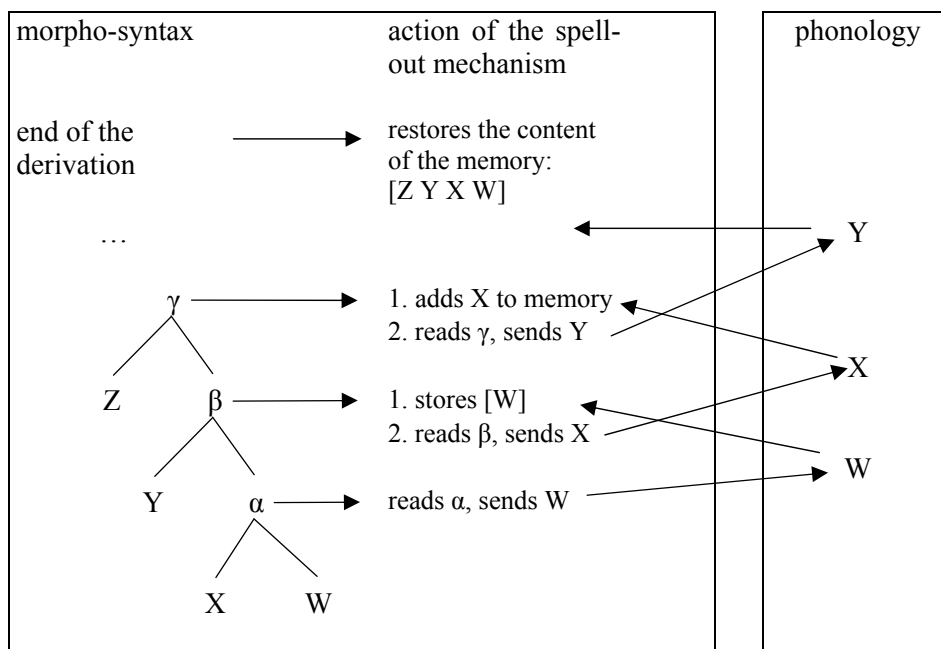 morpho-syntax
action of the spell-
out mechanism
phonology
end of the
derivation
restores the content
of the memory:
[Z Y X W]
…
Y
γ
1. adds X to memory
2. reads γ, sends Y
X
Z
β
1. stores [W]
2. reads β, sends X
W
Y
α
reads α, sends W
X
W